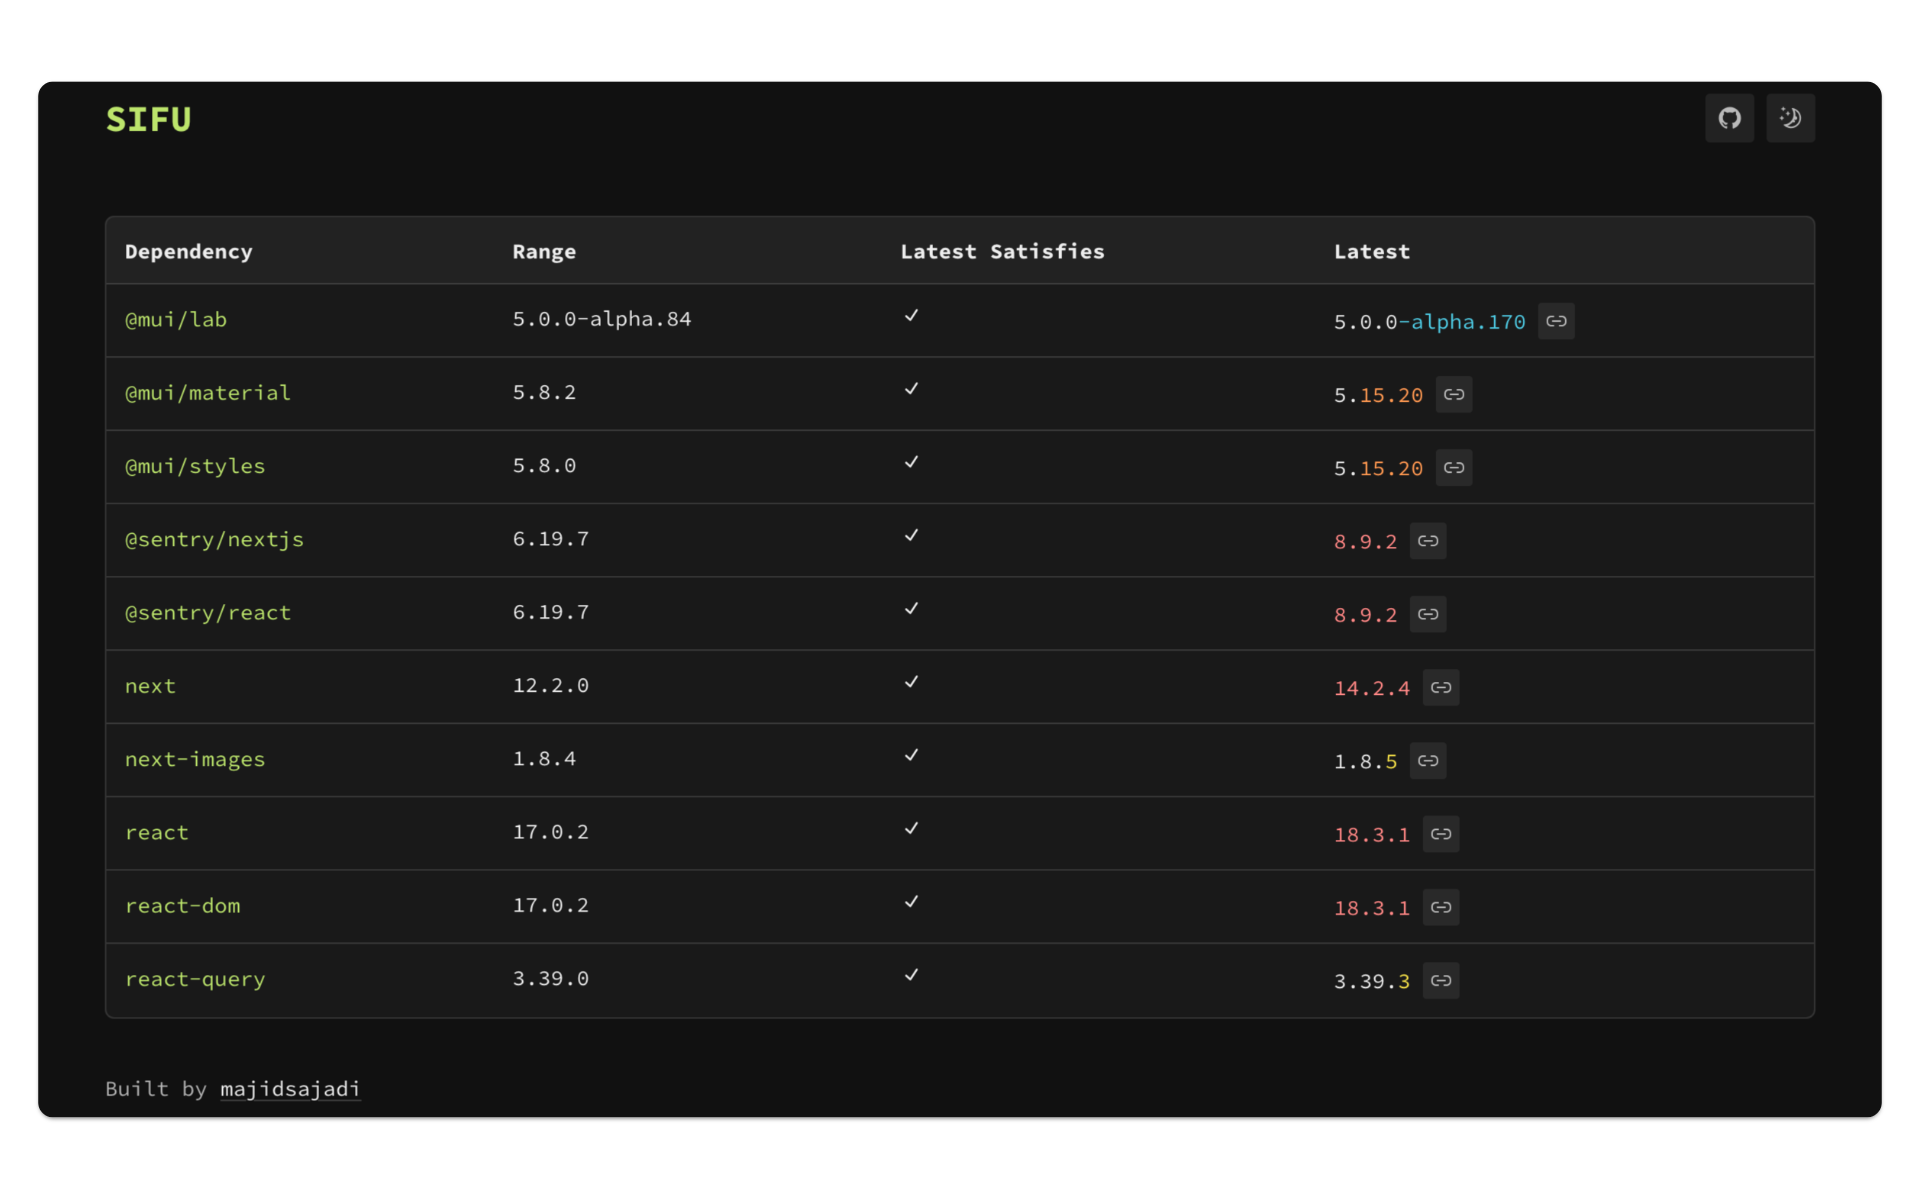 SIFU
Dependency Range Latest Satisfies Latest
@mui/lab 5.0.0-alpha.84 ✓ 5.0.0-alpha.170
@mui/material 5.8.2 ✓ 5.15.20
@mui/styles 5.8.0 ✓ 5.15.20
@sentry/nextjs 6.19.7 ✓ 8.9.2
@sentry/react 6.19.7 ✓ 8.9.2
next 12.2.0 ✓ 14.2.4
next-images 1.8.4 ✓ 1.8.5
react 17.0.2 ✓ 18.3.1
react-dom 17.0.2 ✓ 18.3.1
react-query 3.39.0 ✓ 3.39.3
Built by majidsajadi